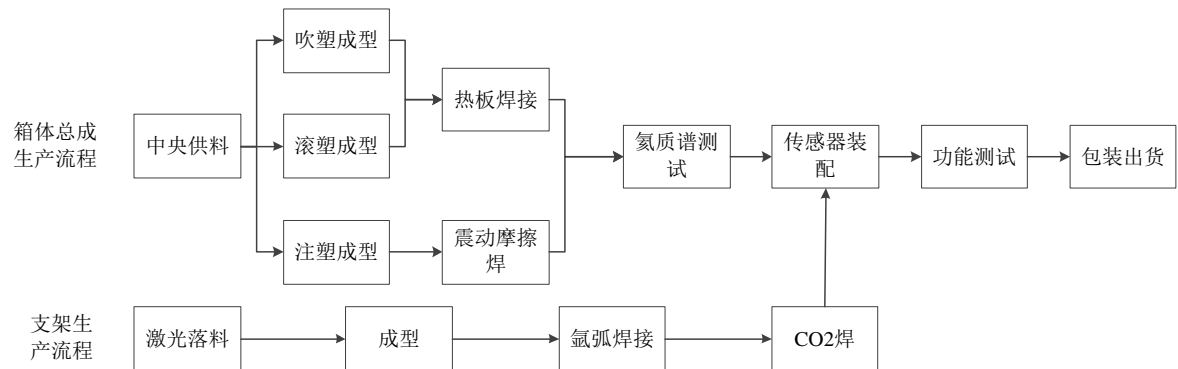 箱体总成
生产流程
中央供料
吹塑成型
滚塑成型
注塑成型
热板焊接
震动摩擦
焊
氦质谱测
试
传感器装
配
功能测试
包装出货
支架生
产流程
激光落料
成型
氩弧焊接
CO2焊